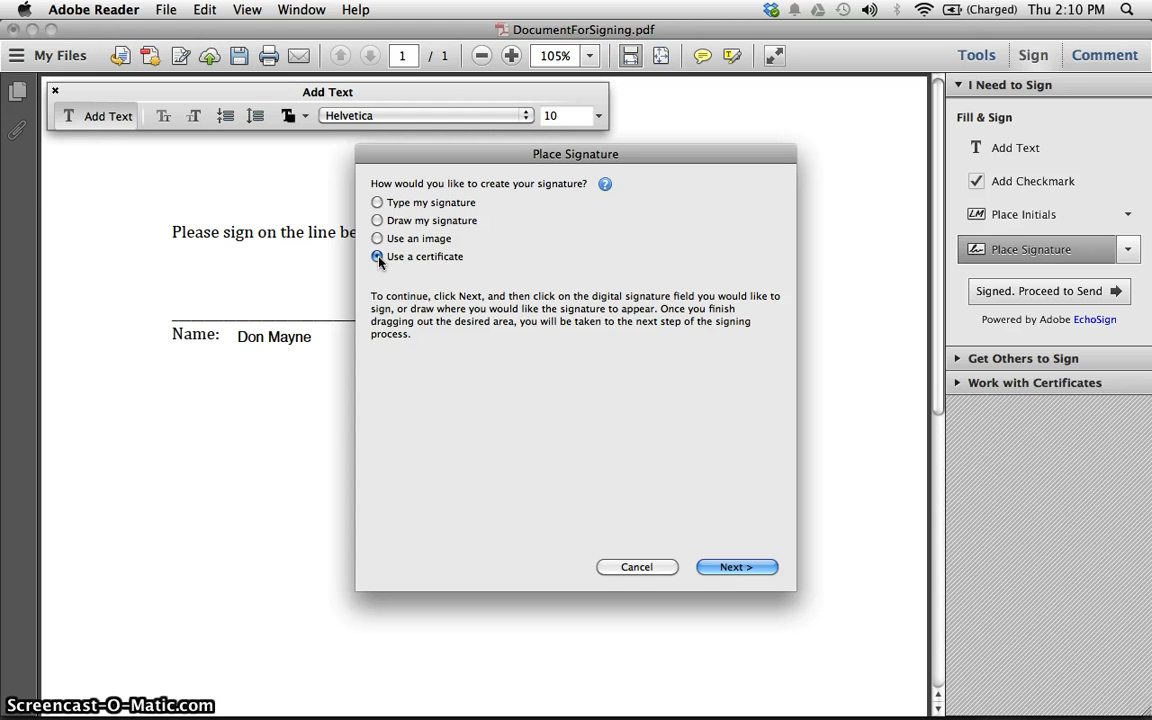 Adobe Reader File Edit View Window Help (Charged) Thu 2:10 PM
DocumentForSigning.pdf
My Files 1 / 1 105% Tools Sign Comment
Add Text
Add Text Helvetica 10
I Need to Sign
Fill & Sign
Add Text
Add Checkmark
LM Place Initials
Place Signature
Signed. Proceed to Send
Powered by Adobe EchoSign
Get Others to Sign
Work with Certificates
Please sign on the line be
Name: Don Mayne
Place Signature
How would you like to create your signature? ?
Type my signature
Draw my signature
Use an image
Use a certificate
To continue, click Next, and then click on the digital signature field you would like to
sign, or draw where you would like the signature to appear. Once you finish
dragging out the desired area, you will be taken to the next step of the signing
process.
Cancel Next >
Screencast-O-Matic.com